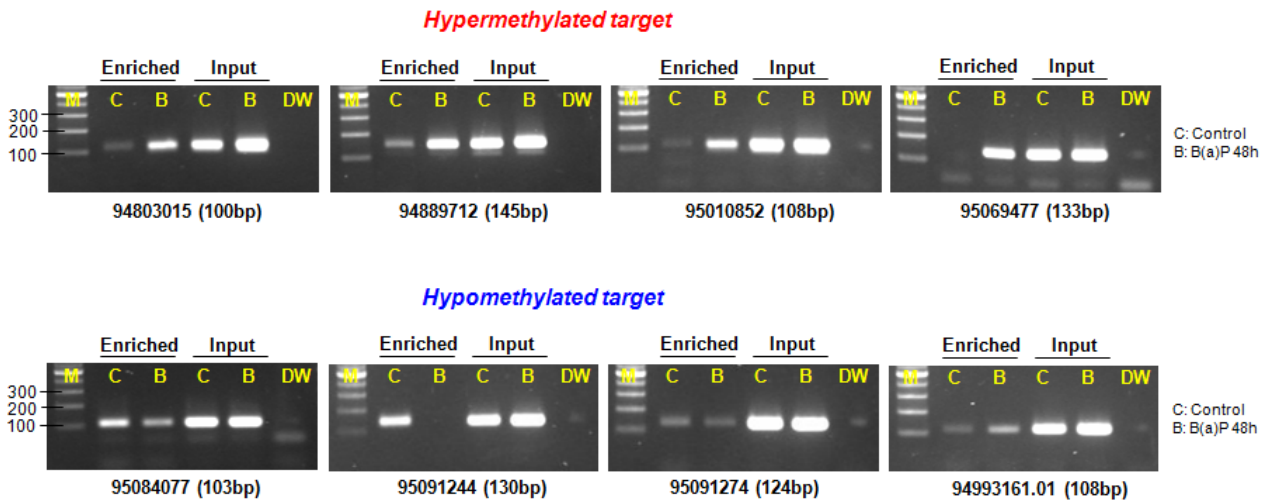 Hypermethylated target
Enriched Input Enriched Input Enriched Input Enriched Input
M C B C B DW M C B C B DW M C B C B DW M C B C B DW
300
200
100
C: Control
B: B(a)P 48h
94803015 (100bp) 94889712 (145bp) 95010852 (108bp) 95069477 (133bp)
Hypomethylated target
Enriched Input Enriched Input Enriched Input Enriched Input
M C B C B DW M C B C B DW M C B C B DW M C B C B DW
300
200
100
C: Control
B: B(a)P 48h
95084077 (103bp) 95091244 (130bp) 95091274 (124bp) 94993161.01 (108bp)